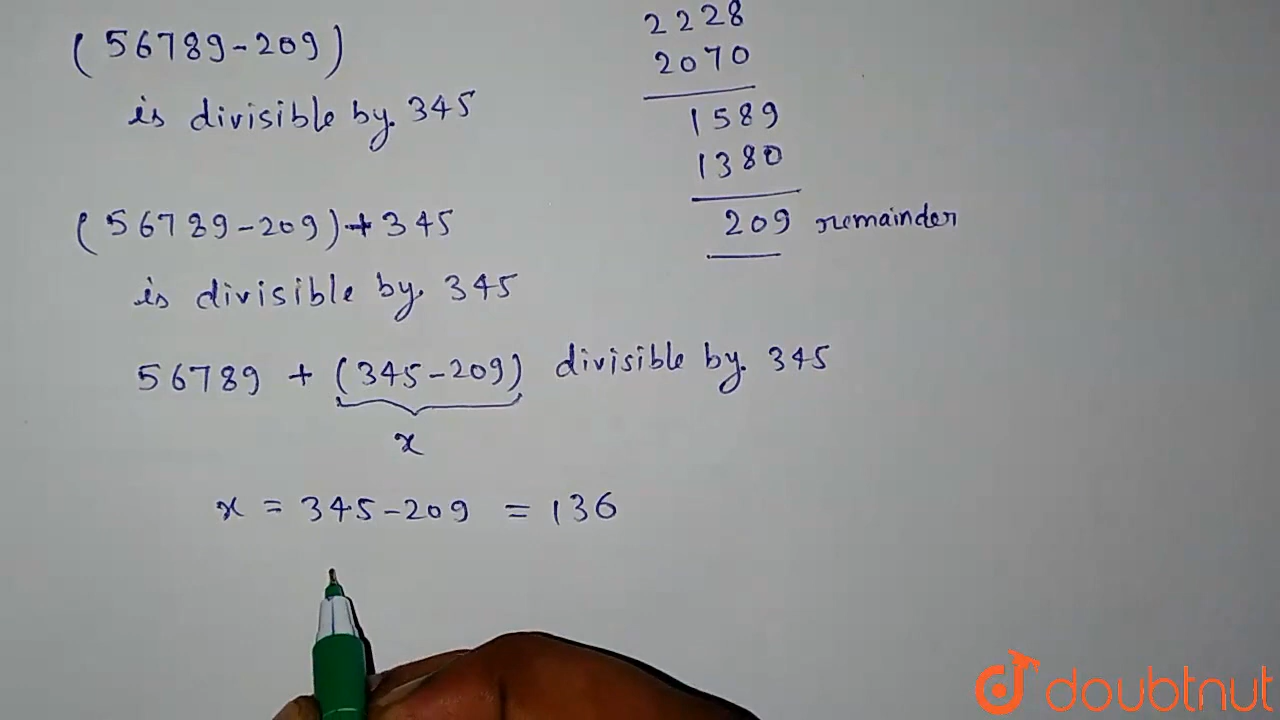 (56789-209)
is divisible by. 345
(56789-209)+345
is divisible by. 345
56789 + (345-209) divisible by. 345
x
x = 345-209 = 136
2228
2070
1589
1380
209 remainder
doubtnut